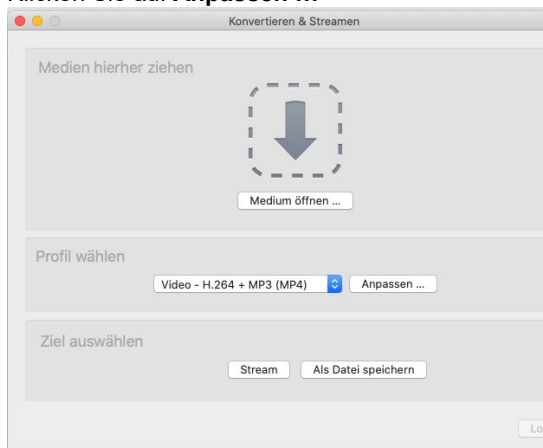 Klicken Sie auf Anpassen ...
Konvertieren & Streamen
Medien hierher ziehen
Medium öffnen ...
Profil wählen
Video - H.264 + MP3 (MP4)
Anpassen ...
Ziel auswählen
Stream
Als Datei speichern
Lo